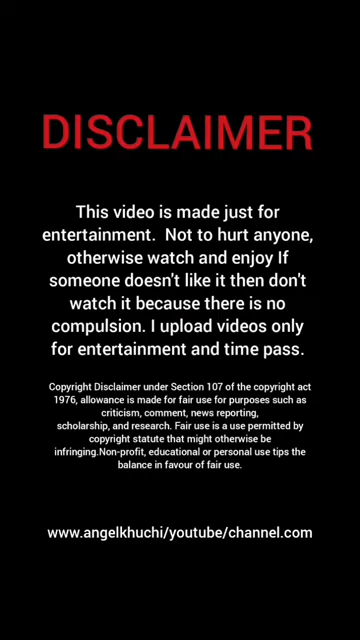 DISCLAIMER
This video is made just for
entertainment. Not to hurt anyone,
otherwise watch and enjoy If
someone doesn't like it then don't
watch it because there is no
compulsion. I upload videos only
for entertainment and time pass.
Copyright Disclaimer under Section 107 of the copyright act
1976, allowance is made for fair use for purposes such as
criticism, comment, news reporting,
scholarship, and research. Fair use is a use permitted by
copyright statute that might otherwise be
infringing.Non-profit, educational or personal use tips the
balance in favour of fair use.
www.angelkhuchi/youtube/channel.com